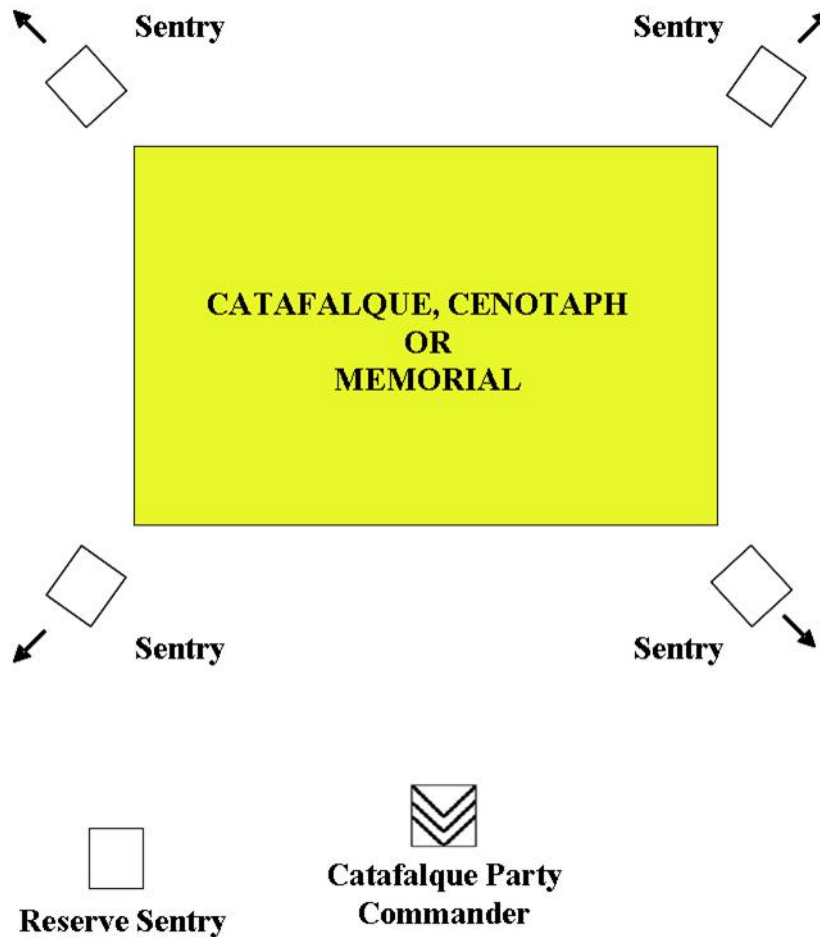 Sentry
Sentry
CATAFALQUE, CENOTAPH
OR
MEMORIAL
Sentry
Sentry
Reserve Sentry
Catafalque Party
Commander